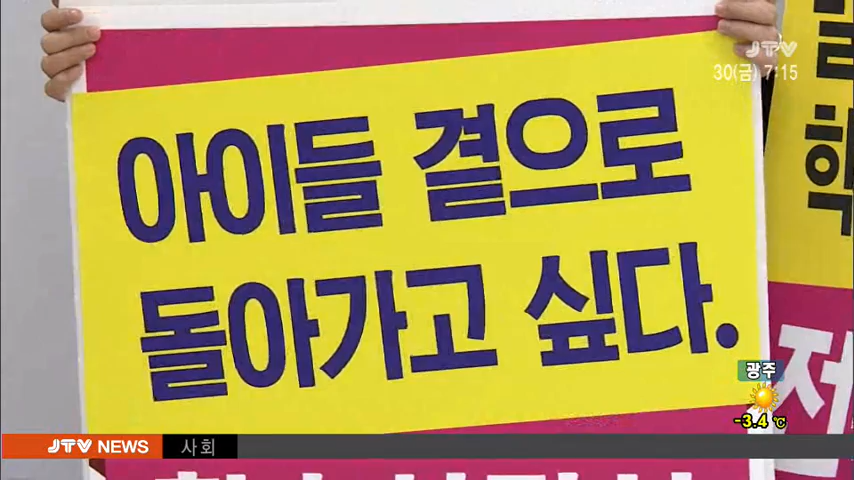 아이들 곁으로
돌아가고 싶다.
JTV
30(금) 7:15
광주
-3.4 ℃
JTV NEWS
사회